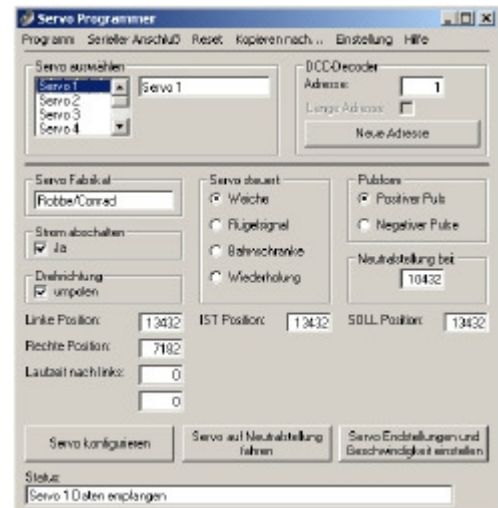 Servo Programmer
Programm Serieller Anschluß Reset Kopieren nach... Einstellung Hilfe
Servo auswählen
Servo 1
Servo 2
Servo 3
Servo 4
Servo 1
DCC-Decoder
Adresse: 1
Lange Adresse:
Neue Adresse
Servo Fabrikat
Robbe/Conrad
Servo steuert
Weiche
Flügelsignal
Bahnschranke
Wiederholung
Pulsform
Positiver Puls
Negativer Pulse
Strom abschalten
Ja
Drehrichtung
umpolen
Neutralstellung bei:
10432
Linke Position: 13432 IST Position: 13432 SOLL Position: 13432
Rechte Position: 7182
Laufzeit nach links: 0
0
Servo konfigurieren
Servo auf Neutralstellung fahren
Servo Endstellungen und Geschwindigkeit einstellen
Status:
Servo 1 Daten empfangen